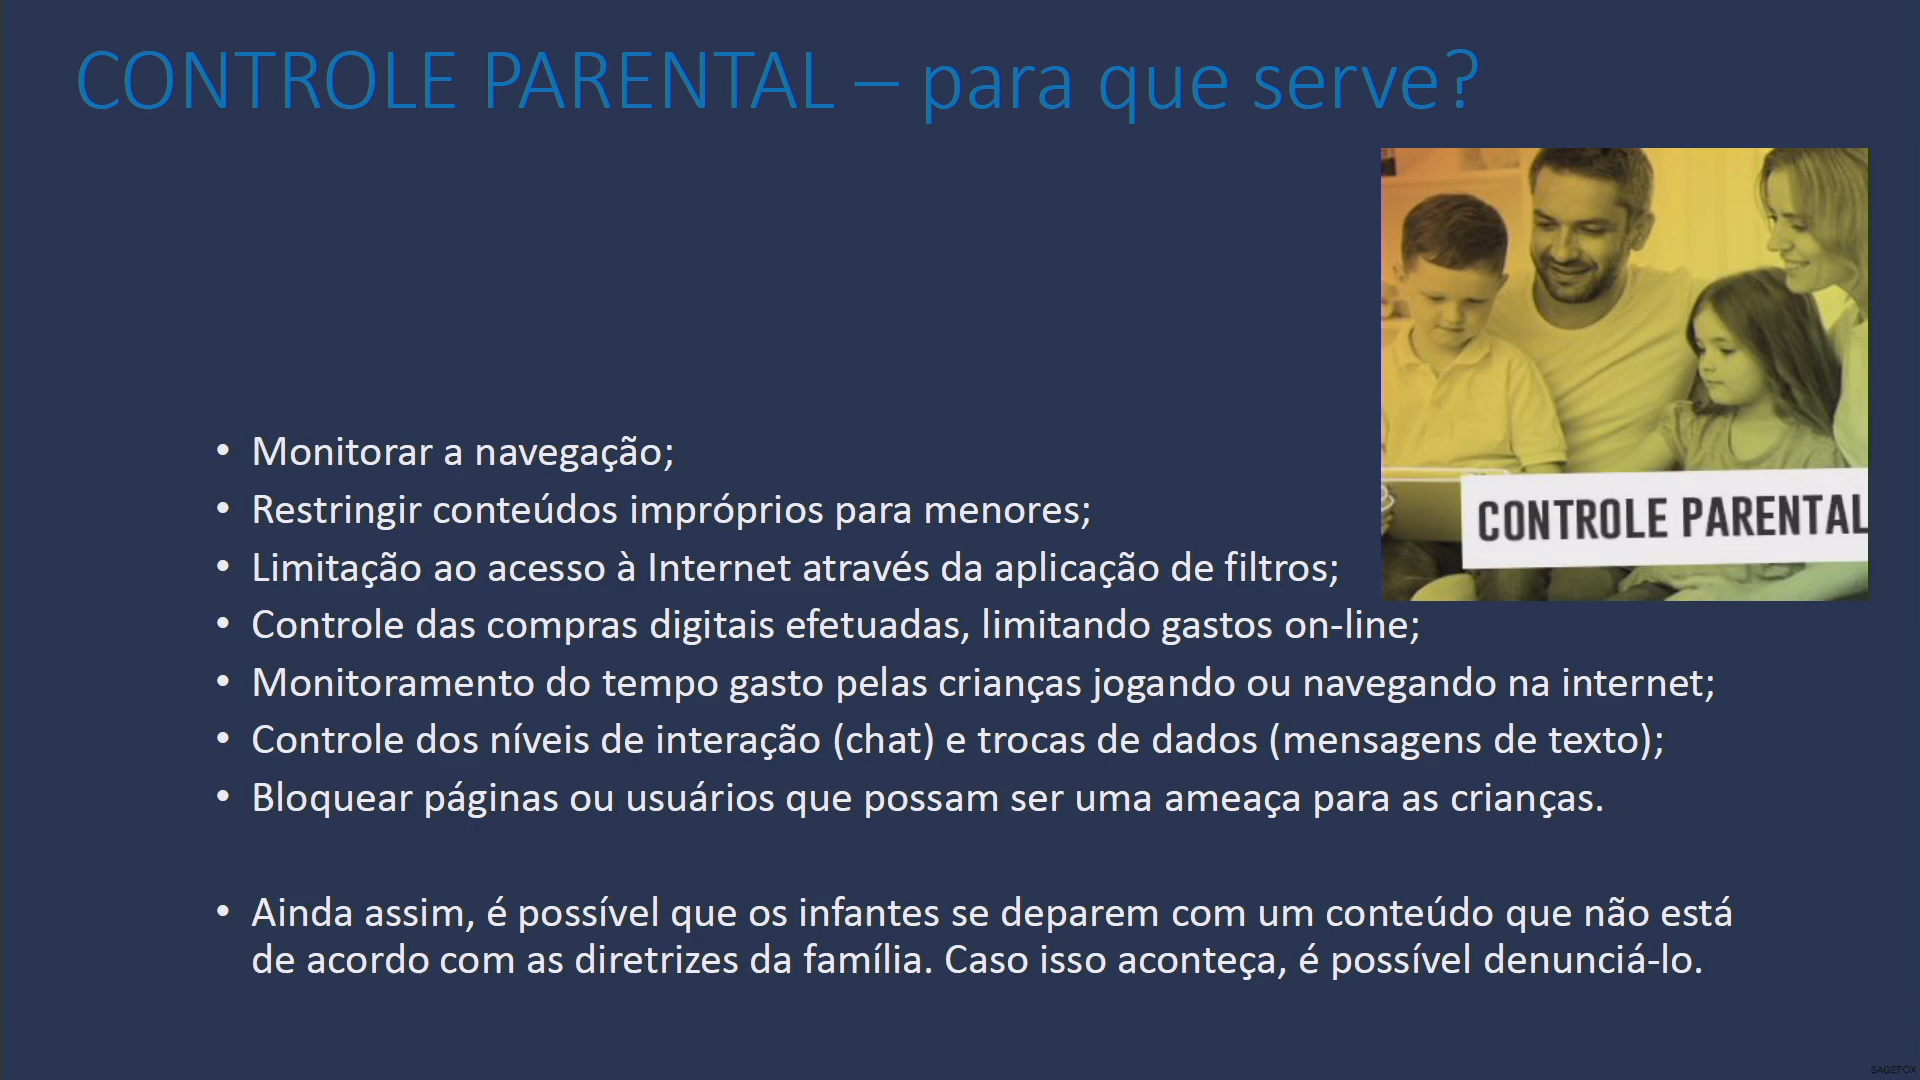 CONTROLE PARENTAL – para que serve?
CONTROLE PARENTAL
• Monitorar a navegação;
• Restringir conteúdos impróprios para menores;
• Limitação ao acesso à Internet através da aplicação de filtros;
• Controle das compras digitais efetuadas, limitando gastos on-line;
• Monitoramento do tempo gasto pelas crianças jogando ou navegando na internet;
• Controle dos níveis de interação (chat) e trocas de dados (mensagens de texto);
• Bloquear páginas ou usuários que possam ser uma ameaça para as crianças.
• Ainda assim, é possível que os infantes se deparem com um conteúdo que não está
de acordo com as diretrizes da família. Caso isso aconteça, é possível denunciá-lo.
SAGEFOX